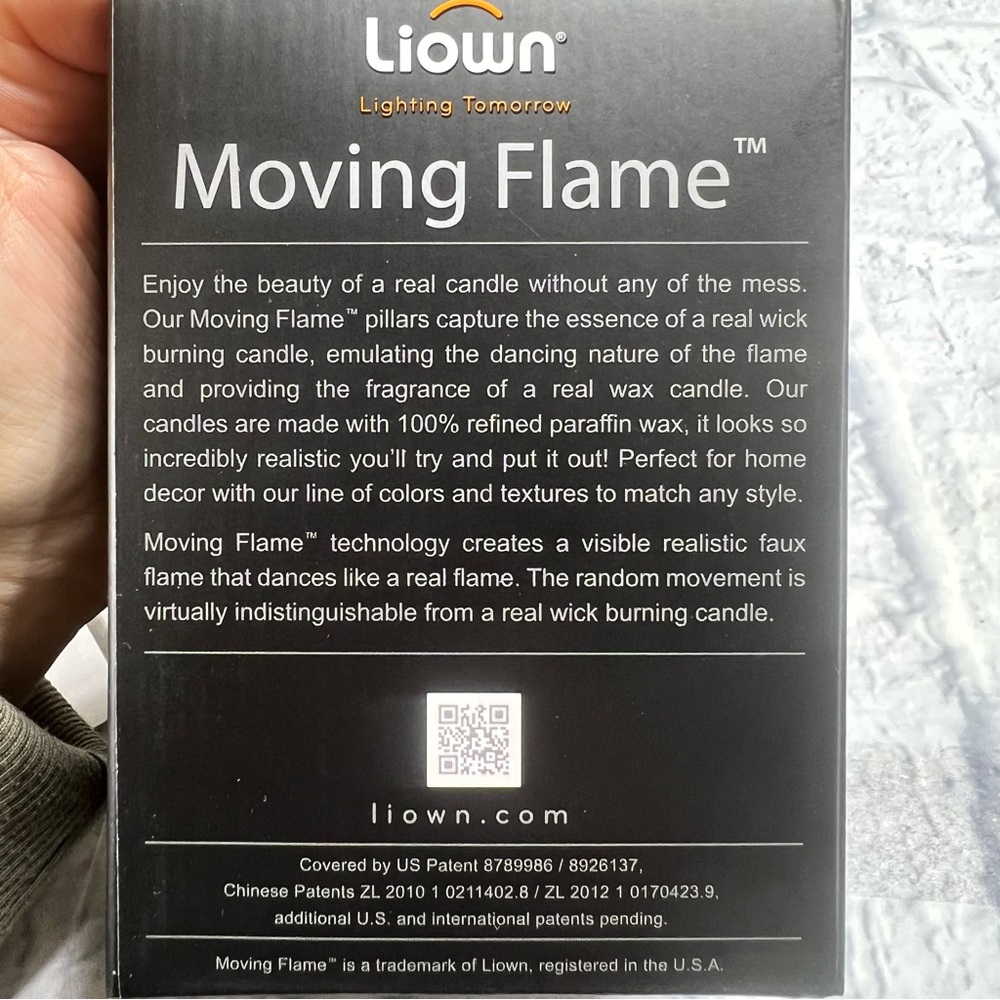 Liown®
Lighting Tomorrow
Moving Flame™
Enjoy the beauty of a real candle without any of the mess.
Our Moving Flame™ pillars capture the essence of a real wick
burning candle, emulating the dancing nature of the flame
and providing the fragrance of a real wax candle. Our
candles are made with 100% refined paraffin wax, it looks so
incredibly realistic you'll try and put it out! Perfect for home
decor with our line of colors and textures to match any style.
Moving Flame™ technology creates a visible realistic faux
flame that dances like a real flame. The random movement is
virtually indistinguishable from a real wick burning candle.
liown.com
Covered by US Patent 8789986 / 8926137,
Chinese Patents ZL 2010 1 0211402.8 / ZL 2012 1 0170423.9,
additional U.S. and international patents pending.
Moving Flame™ is a trademark of Liown, registered in the U.S.A.